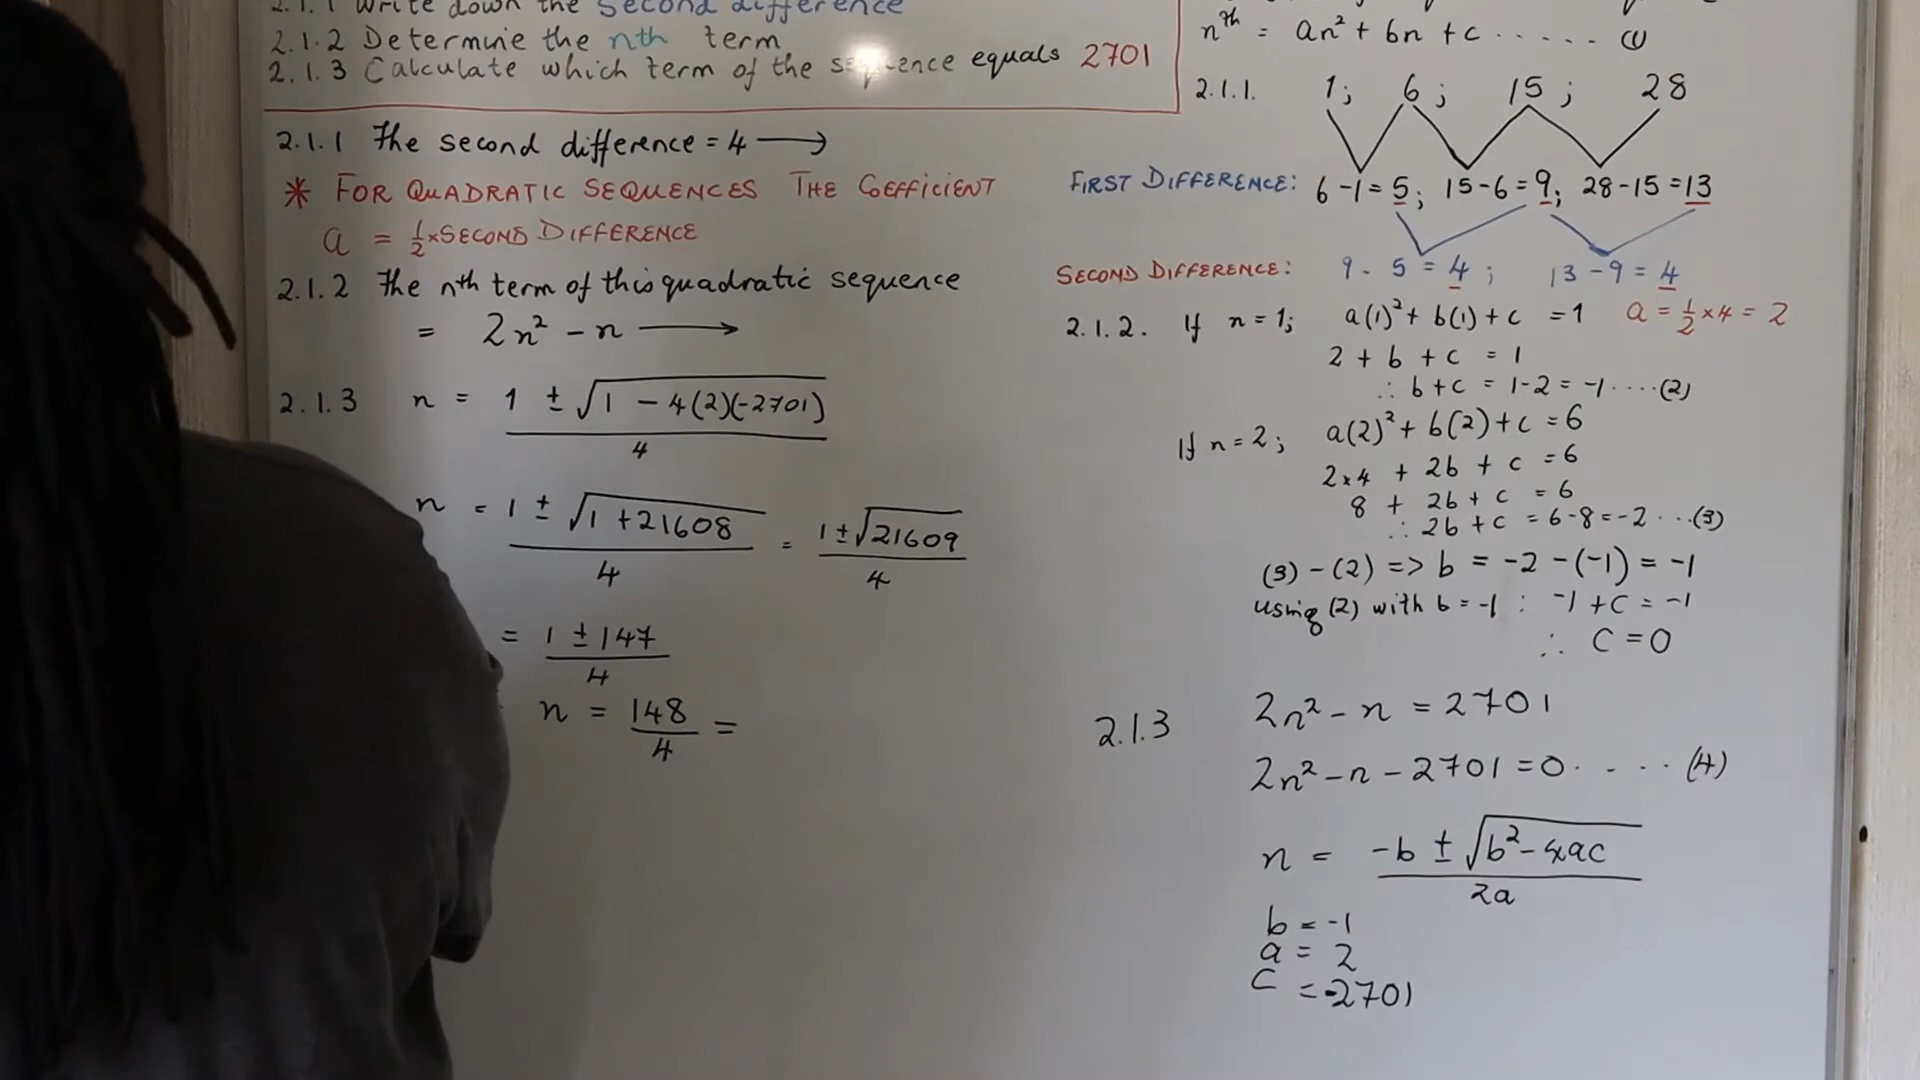 2.1.1 Write down the second difference
2.1.2 Determine the nth term
2.1.3 Calculate which term of the sequence equals 2701
2.1.1 The second difference = 4 ⟶
* FOR QUADRATIC SEQUENCES THE COEFFICIENT
a = ½ × SECOND DIFFERENCE
2.1.2 The nth term of this quadratic sequence
= 2n² - n ⟶
2.1.3 n = 1 ± √(1 - 4(2)(-2701)) / 4
n = 1 ± √(1 + 21608) / 4 = 1 ± √21609 / 4
= 1 ± 147 / 4
n = 148 / 4 =
nth = an² + bn + c ..... (1)
2.1.1. 1; 6; 15; 28
FIRST DIFFERENCE: 6-1=5; 15-6=9; 28-15=13
SECOND DIFFERENCE: 9-5=4; 13-9=4
2.1.2. If n=1; a(1)² + b(1) + c = 1 a = ½ × 4 = 2
2 + b + c = 1
∴ b + c = 1-2 = -1 ....(2)
If n=2; a(2)² + b(2) + c = 6
2×4 + 2b + c = 6
8 + 2b + c = 6
∴ 2b + c = 6-8 = -2 ...(3)
(3) - (2) => b = -2 - (-1) = -1
using (2) with b = -1 : -1 + c = -1
∴ c = 0
2.1.3 2n² - n = 2701
2n² - n - 2701 = 0 ..... (4)
n = -b ± √(b² - 4ac) / 2a
b = -1
a = 2
c = -2701